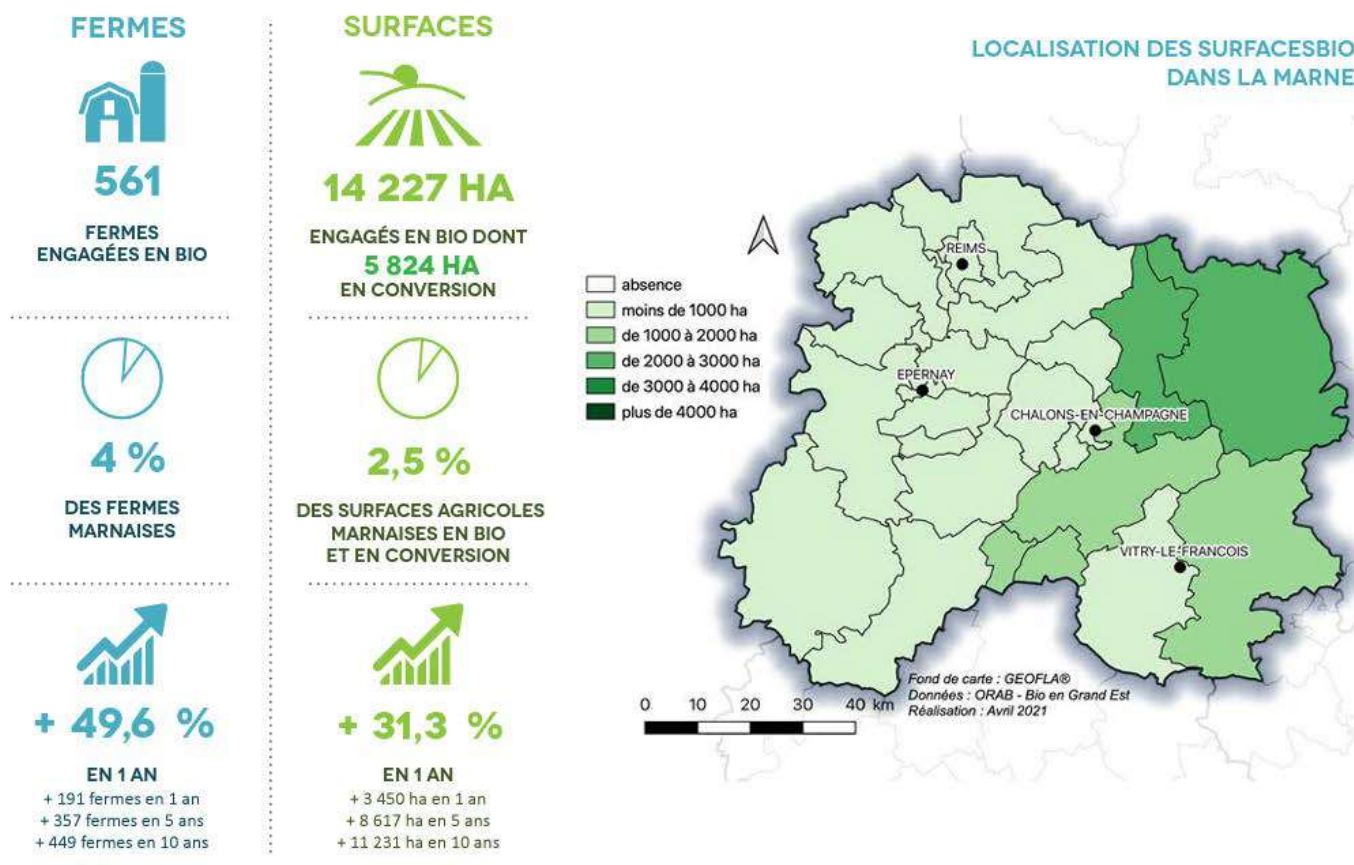 FERMES
561
FERMES
ENGAGÉES EN BIO
4 %
DES FERMES
MARNAISES
+ 49,6 %
EN 1 AN
+ 191 fermes en 1 an
+ 357 fermes en 5 ans
+ 449 fermes en 10 ans
SURFACES
14 227 HA
ENGAGÉS EN BIO DONT
5 824 HA
EN CONVERSION
2,5 %
DES SURFACES AGRICOLES
MARNAISES EN BIO
ET EN CONVERSION
+ 31,3 %
EN 1 AN
+ 3 450 ha en 1 an
+ 8 617 ha en 5 ans
+ 11 231 ha en 10 ans
LOCALISATION DES SURFACESBIO
DANS LA MARNE
absence
moins de 1000 ha
de 1000 à 2000 ha
de 2000 à 3000 ha
de 3000 à 4000 ha
plus de 4000 ha
REIMS
EPERNAY
CHALONS-EN-CHAMPAGNE
VITRY-LE-FRANCOIS
Fond de carte : GEOFLA®
Données : ORAB - Bio en Grand Est
Réalisation : Avril 2021
0 10 20 30 40 km